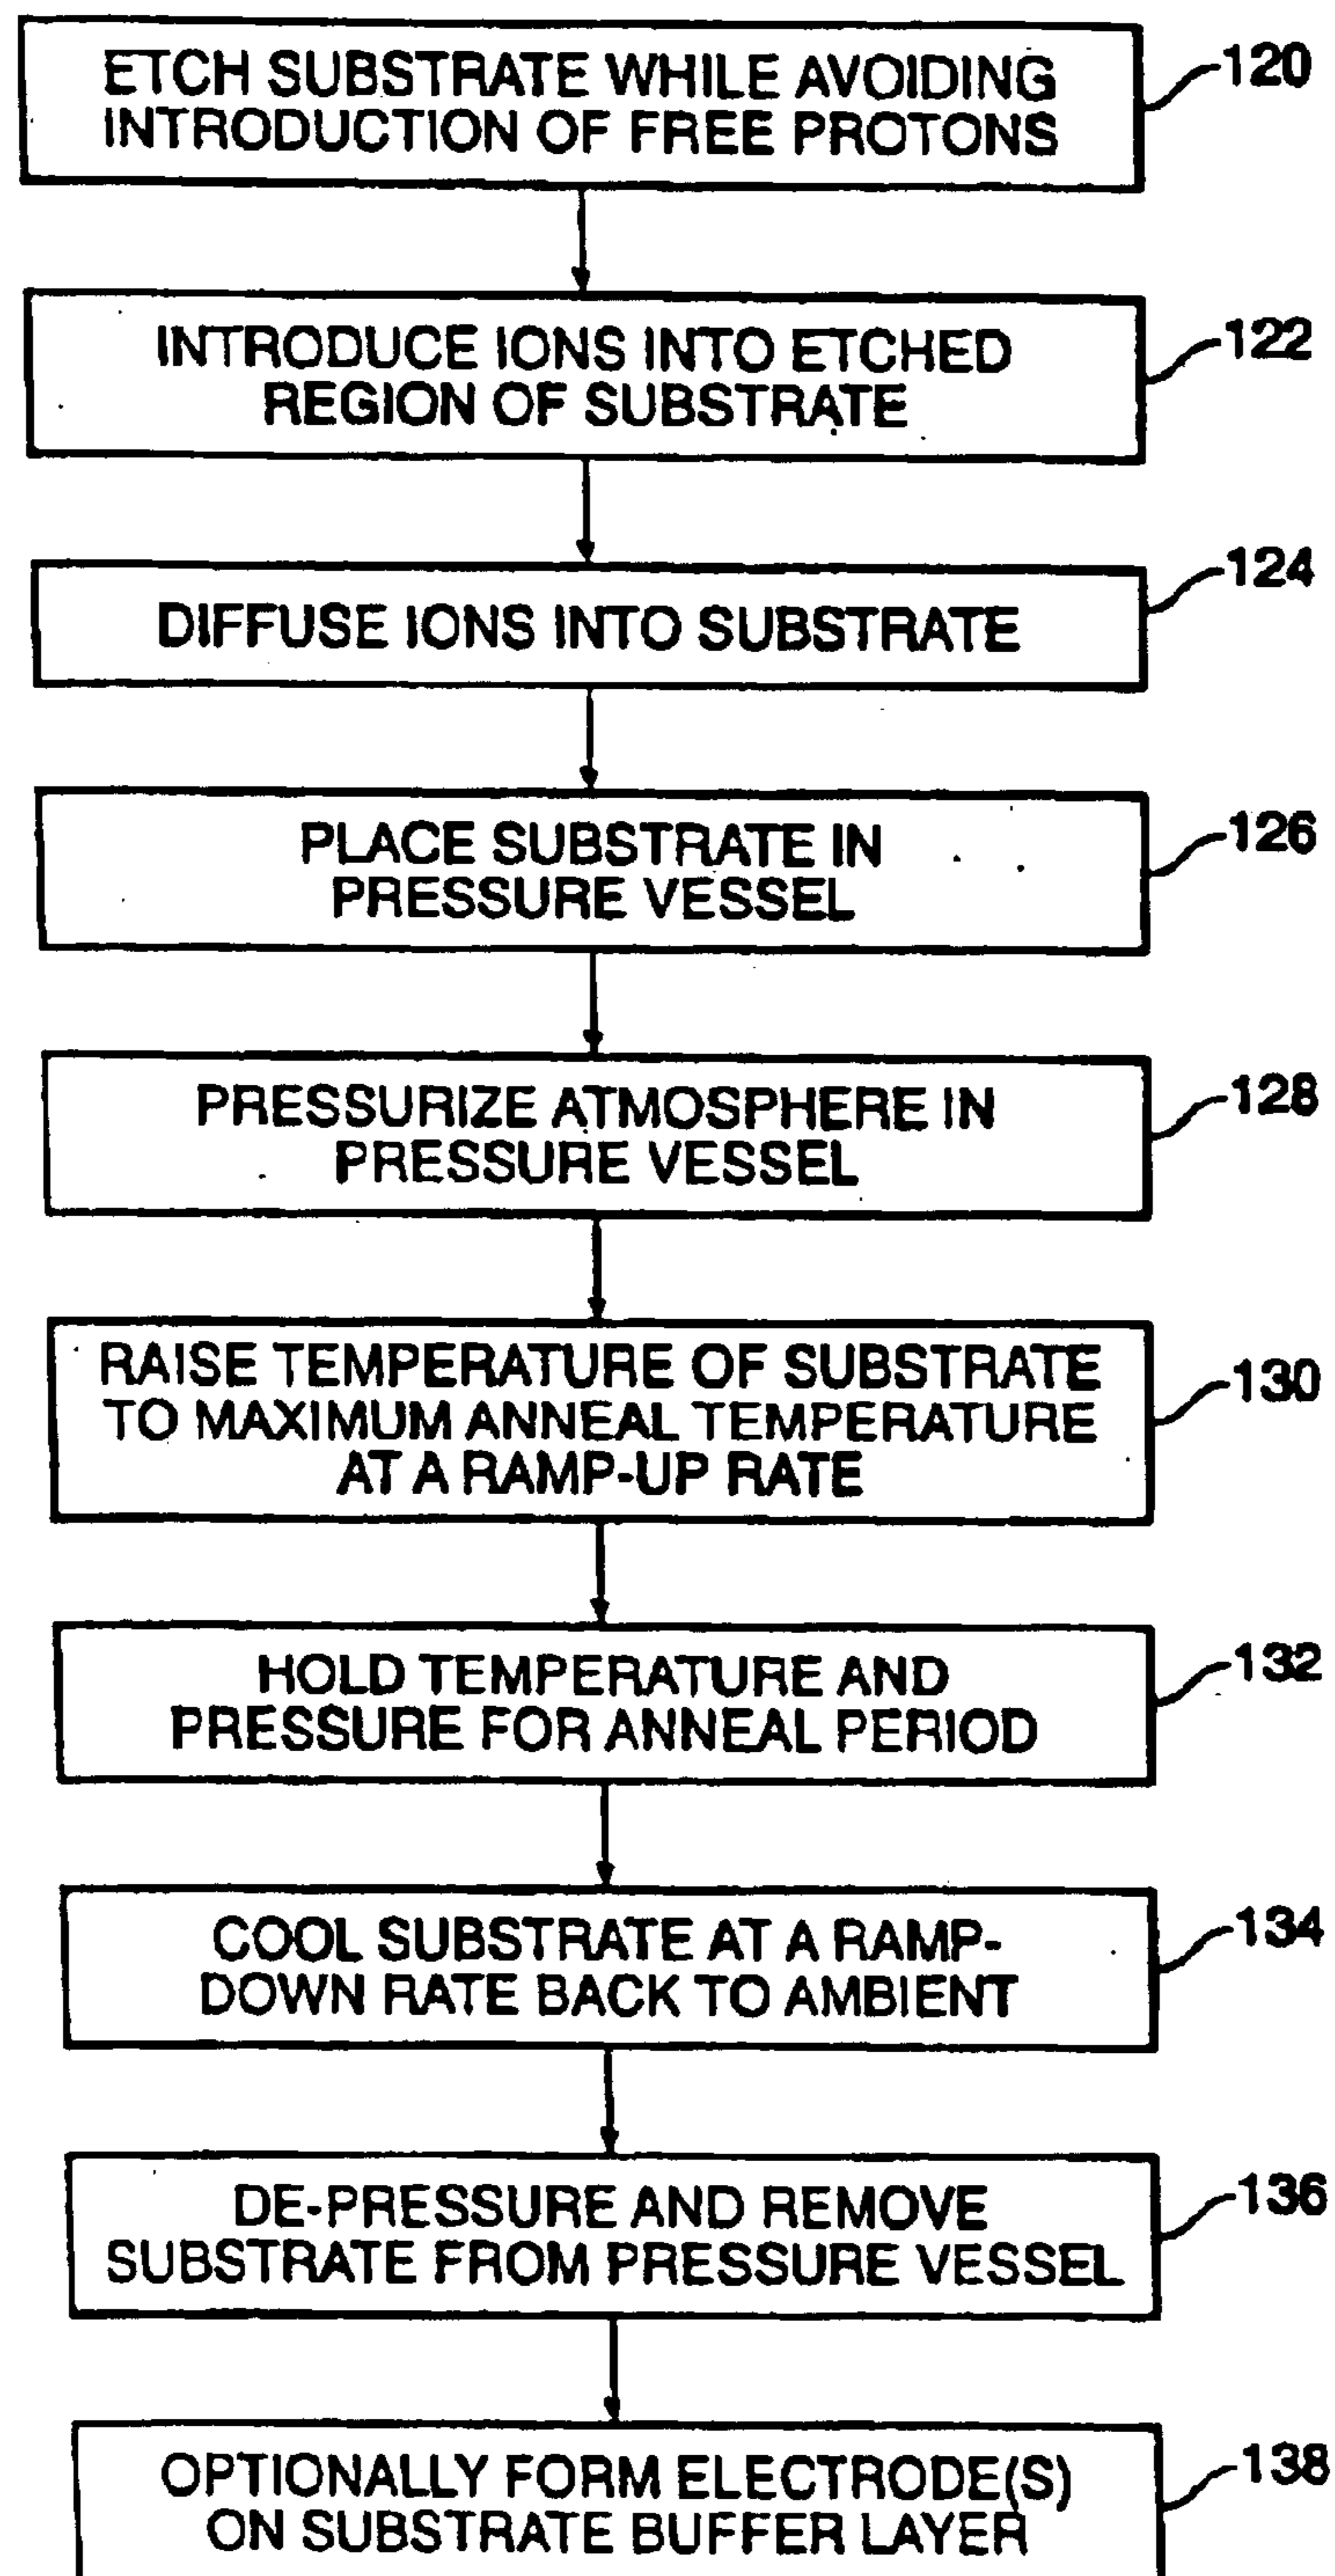 ETCH SUBSTRATE WHILE AVOIDING
INTRODUCTION OF FREE PROTONS
120
INTRODUCE IONS INTO ETCHED
REGION OF SUBSTRATE
122
DIFFUSE IONS INTO SUBSTRATE
124
PLACE SUBSTRATE IN
PRESSURE VESSEL
126
PRESSURIZE ATMOSPHERE IN
PRESSURE VESSEL
128
RAISE TEMPERATURE OF SUBSTRATE
TO MAXIMUM ANNEAL TEMPERATURE
AT A RAMP-UP RATE
130
HOLD TEMPERATURE AND
PRESSURE FOR ANNEAL PERIOD
132
COOL SUBSTRATE AT A RAMP-
DOWN RATE BACK TO AMBIENT
134
DE-PRESSURE AND REMOVE
SUBSTRATE FROM PRESSURE VESSEL
136
OPTIONALLY FORM ELECTRODE(S)
ON SUBSTRATE BUFFER LAYER
138